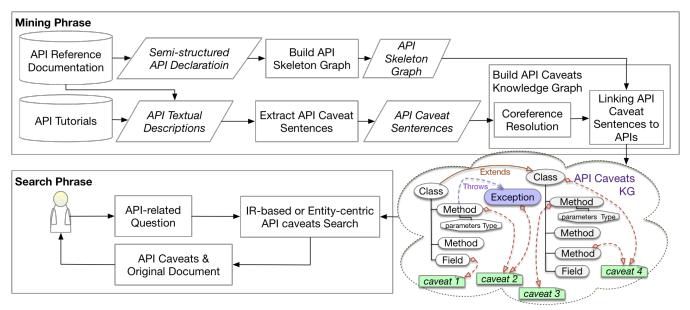 Mining Phrase
API Reference
Documentation
Semi-structured
API Declaratioin
Build API
Skeleton Graph
API
Skeleton
Graph
Build API Caveats
Knowledge Graph
API Tutorials
API Textual
Descriptions
Extract API Caveat
Sentences
API Caveat
Senterences
Coreference
Resolution
Linking API
Caveat
Sentences to
APIs
Search Phrase
API-related
Question
IR-based or Entity-centric
API caveats Search
API Caveats &
Original Document
Extends
Class
API Caveats
KG
Class
Throws
Exception
Method
parameters Type
Method
Field
Method
parameters Type
Method
Field
caveat 1
caveat 2
caveat 3
caveat 4